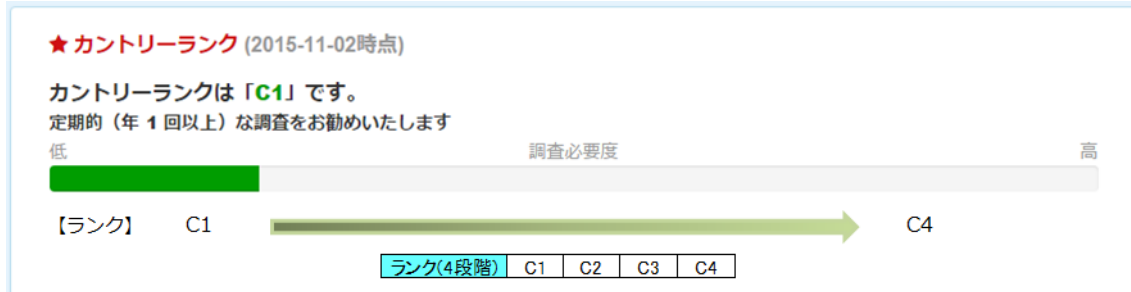 ★ カントリーランク (2015-11-02時点)
カントリーランクは「C1」です。
定期的（年 1 回以上）な調査をお勧めいたします
低 調査必要度 高
【ランク】 C1 C4
ランク(4段階) C1 C2 C3 C4